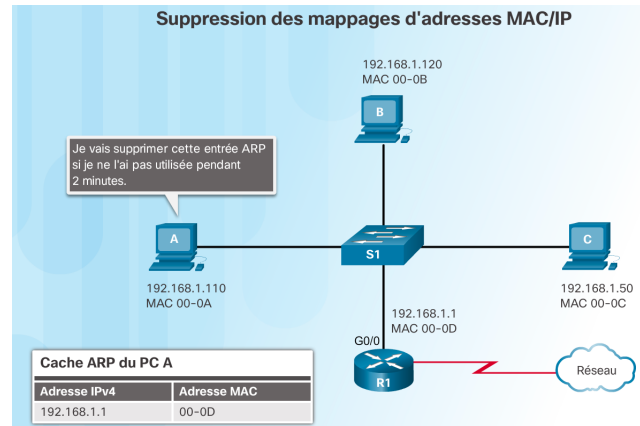 Suppression des mappages d'adresses MAC/IP
192.168.1.120
MAC 00-0B
B
Je vais supprimer cette entrée ARP
si je ne l'ai pas utilisée pendant
2 minutes.
A
S1
C
192.168.1.110
MAC 00-0A
192.168.1.50
MAC 00-0C
192.168.1.1
MAC 00-0D
G0/0
R1
Réseau
Cache ARP du PC A
Adresse IPv4 Adresse MAC
192.168.1.1 00-0D